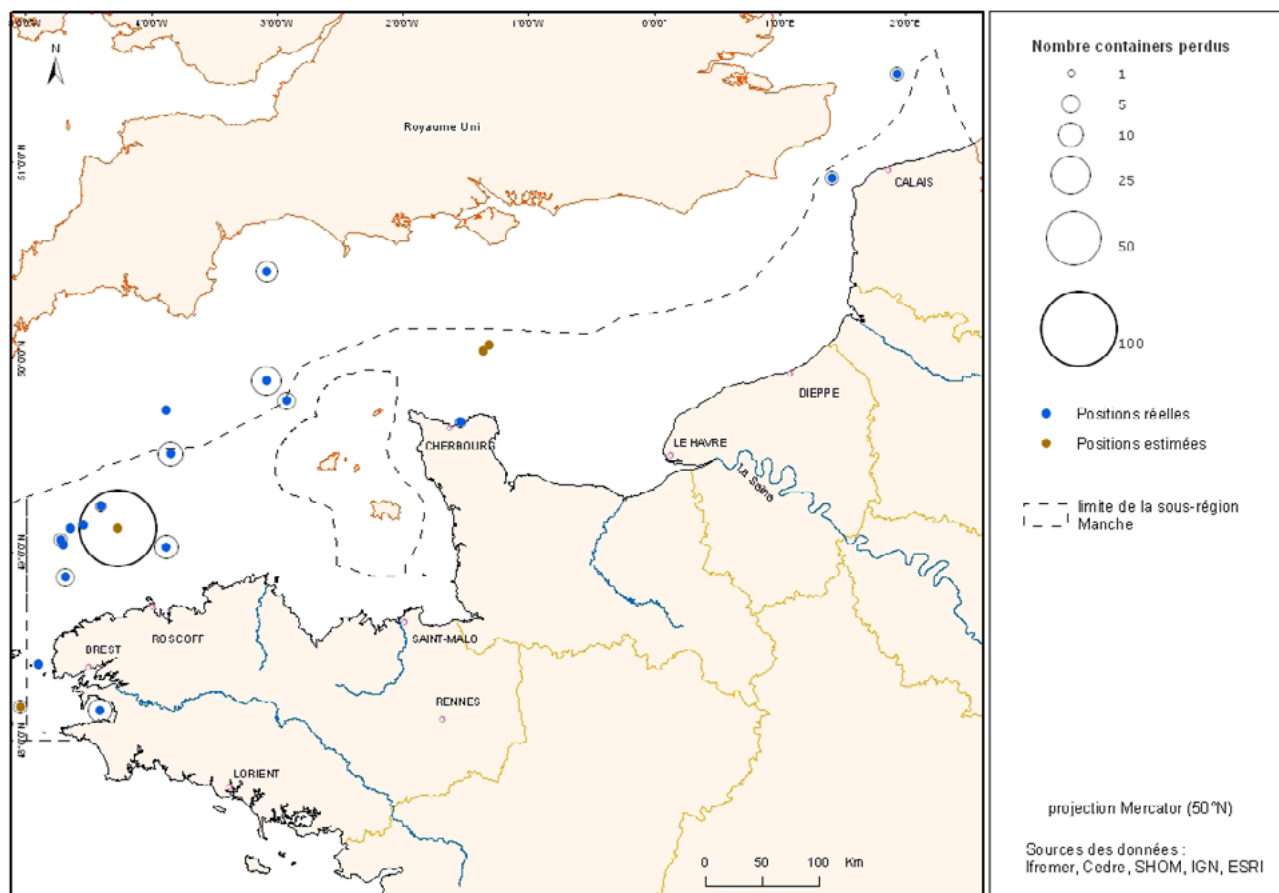 5°0'0"W
4°0'0"W
3°0'0"W
2°0'0"W
1°0'0"W
0°0'0"
1°0'0"E
2°0'0"E
N
51°0'0"N
50°0'0"N
49°0'0"N
48°0'0"N
Royaume Uni
CALAIS
DIEPPE
CHERBOURG
LE HAVRE
La Seine
ROSCOFF
SAINT-MALO
BREST
RENNES
LORIENT
0 50 100 Km
Nombre containers perdus
1
5
10
25
50
100
Positions réelles
Positions estimées
limite de la sous-région
Manche
projection Mercator (50°N)
Sources des données :
Ifremer, Cedre, SHOM, IGN, ESRI